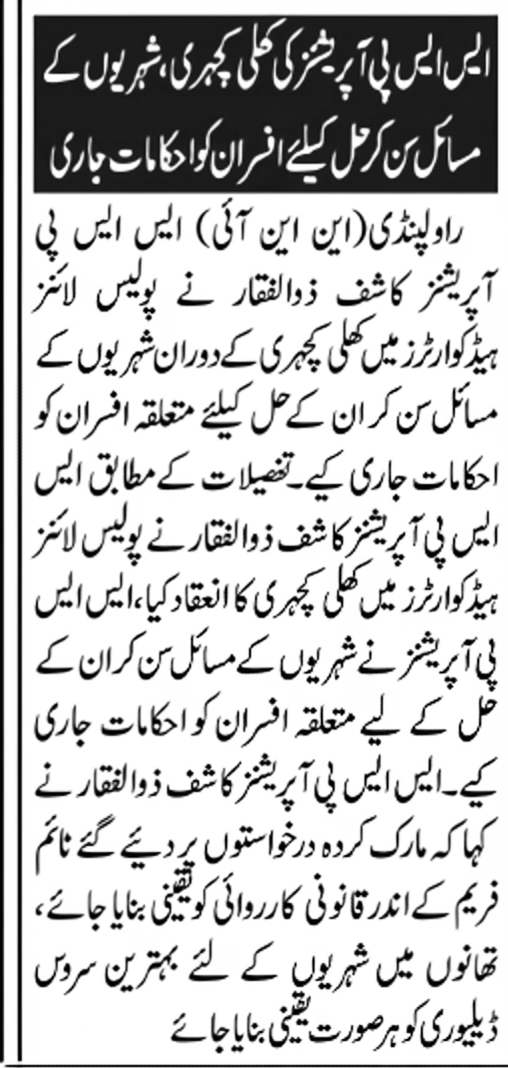 ایس ایس پی آپریشنز کی کھلی کچہری، شہریوں کے
مسائل سن کر حل کیلئے افسران کو احکامات جاری
راولپنڈی (این این آئی) ایس ایس پی
آپریشنز کاشف ذوالفقار نے پولیس لائنز
ہیڈکوارٹرز میں کھلی کچہری کے دوران شہریوں کے
مسائل سن کر ان کے حل کیلئے متعلقہ افسران کو
احکامات جاری کیے۔ تفصیلات کے مطابق ایس
ایس پی آپریشنز کاشف ذوالفقار نے پولیس لائنز
ہیڈکوارٹرز میں کھلی کچہری کا انعقاد کیا، ایس ایس
پی آپریشنز نے شہریوں کے مسائل سن کر ان کے
حل کے لیے متعلقہ افسران کو احکامات جاری
کیے۔ ایس ایس پی آپریشنز کاشف ذوالفقار نے
کہا کہ مارک کردہ درخواستوں پر دیئے گئے ٹائم
فریم کے اندر قانونی کارروائی کو یقینی بنایا جائے،
تھانوں میں شہریوں کے لئے بہترین سروس
ڈیلیوری کو ہر صورت یقینی بنایا جائے